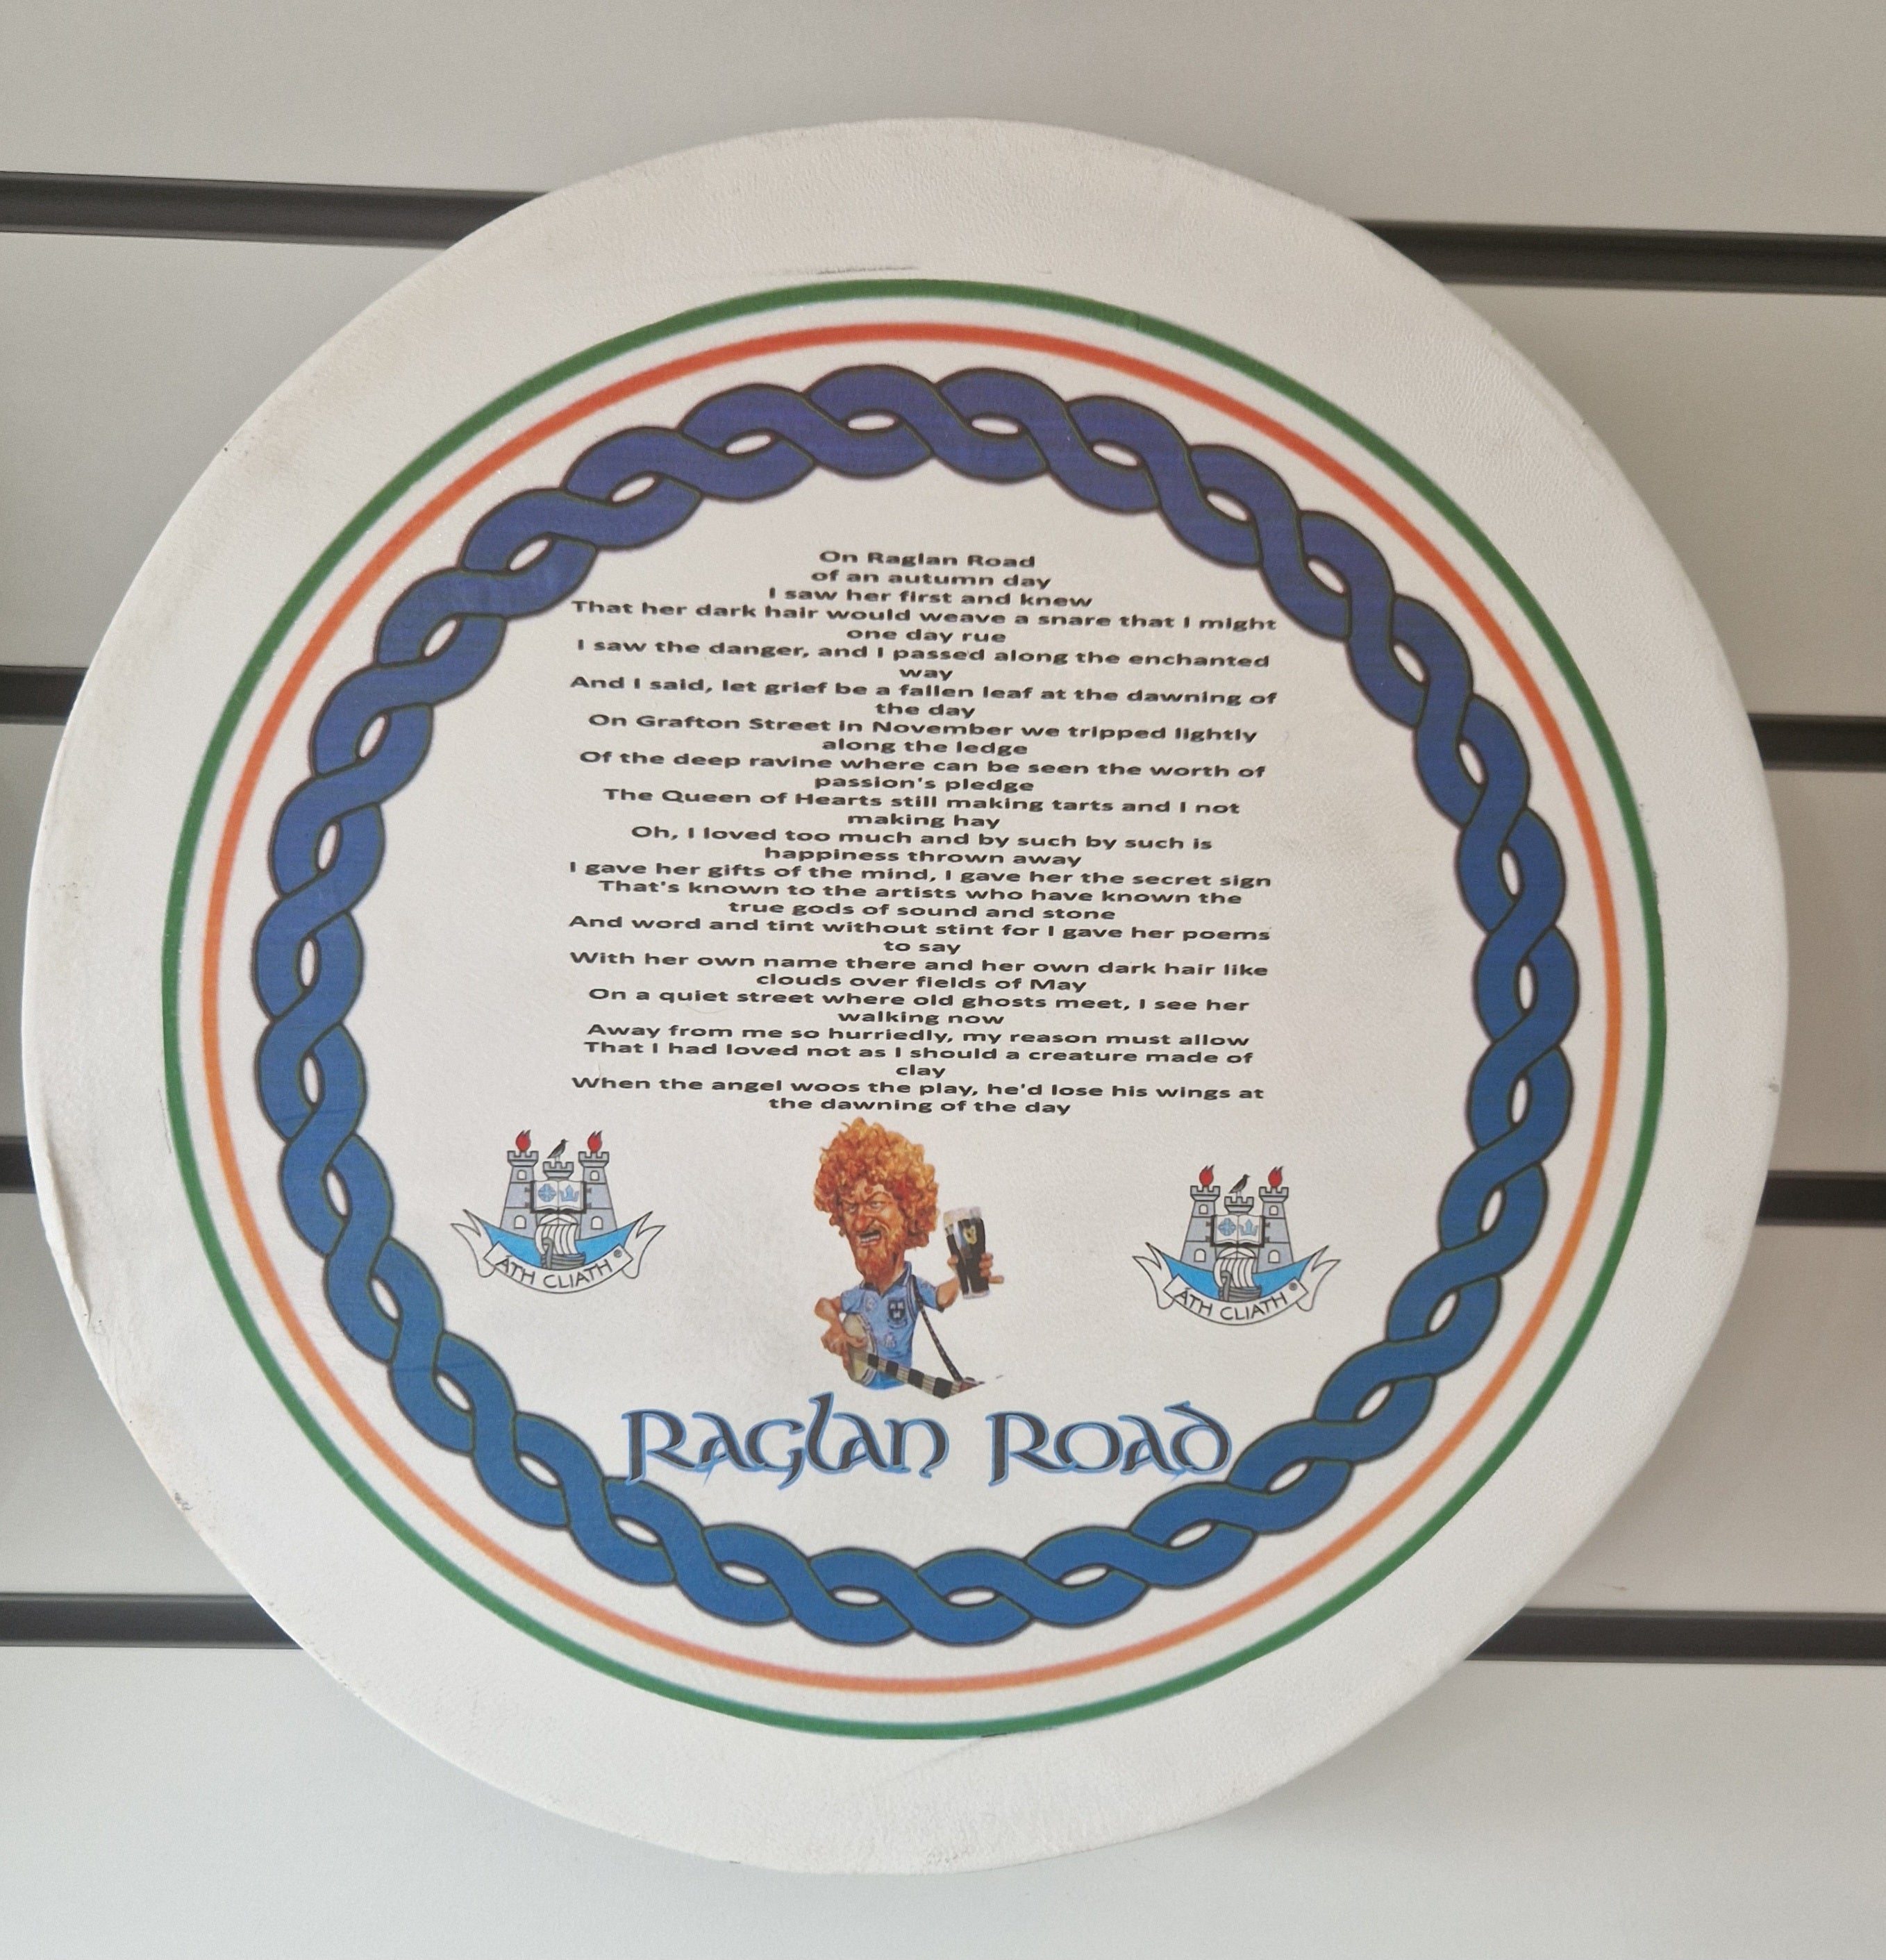 On Raglan Road
of an autumn day
I saw her first and knew
That her dark hair would weave a snare that I might
one day rue
I saw the danger, and I passed along the enchanted
way
And I said, let grief be a fallen leaf at the dawning of
the day
On Grafton Street in November we tripped lightly
along the ledge
Of the deep ravine where can be seen the worth of
passion's pledge
The Queen of Hearts still making tarts and I not
making hay
Oh, I loved too much and by such by such is
happiness thrown away
I gave her gifts of the mind, I gave her the secret sign
That's known to the artists who have known the
true gods of sound and stone
And word and tint without stint for I gave her poems
to say
With her own name there and her own dark hair like
clouds over fields of May
On a quiet street where old ghosts meet, I see her
walking now
Away from me so hurriedly, my reason must allow
That I had loved not as I should a creature made of
clay
When the angel woos the play, he'd lose his wings at
the dawning of the day
ÁTH CLIATH ®
ÁTH CLIATH ®
Raglan Road